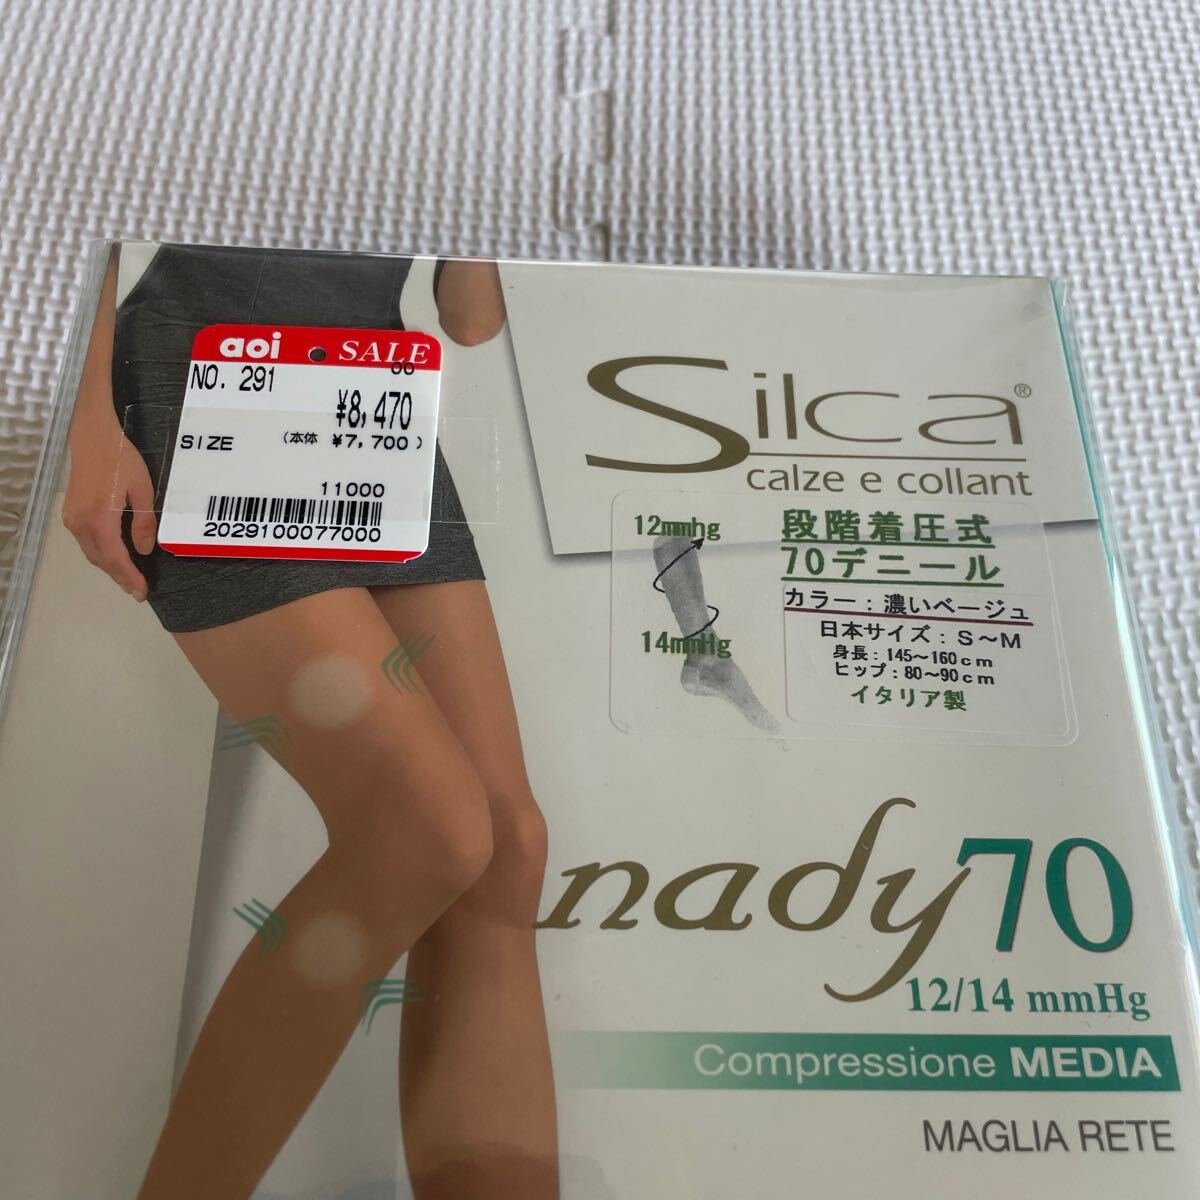 aoi SALE
NO. 291 00
¥8,470
SIZE (本体 ¥7,700)
11000
2029100077000
Silca®
calze e collant
12mmhg
14mmHg
段階着圧式
70デニール
カラー：濃いベージュ
日本サイズ：S～M
身長：145～160cm
ヒップ：80～90cm
イタリア製
nady70
12/14 mmHg
Compressione MEDIA
MAGLIA RETE